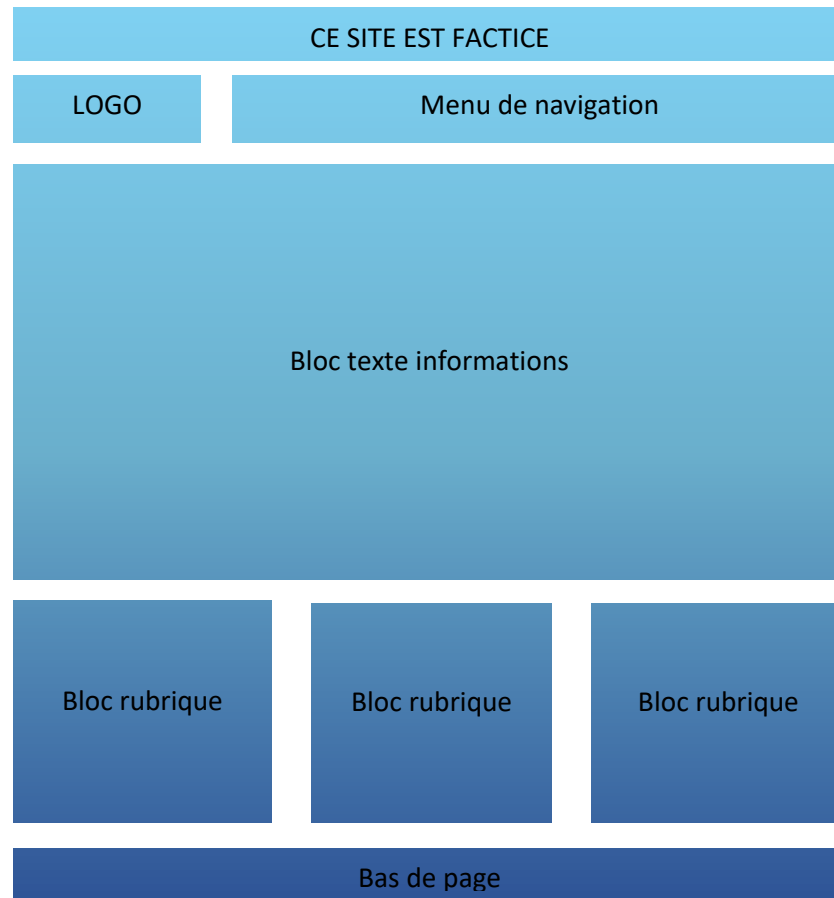 CE SITE EST FACTICE
LOGO
Menu de navigation
Bloc texte informations
Bloc rubrique
Bloc rubrique
Bloc rubrique
Bas de page